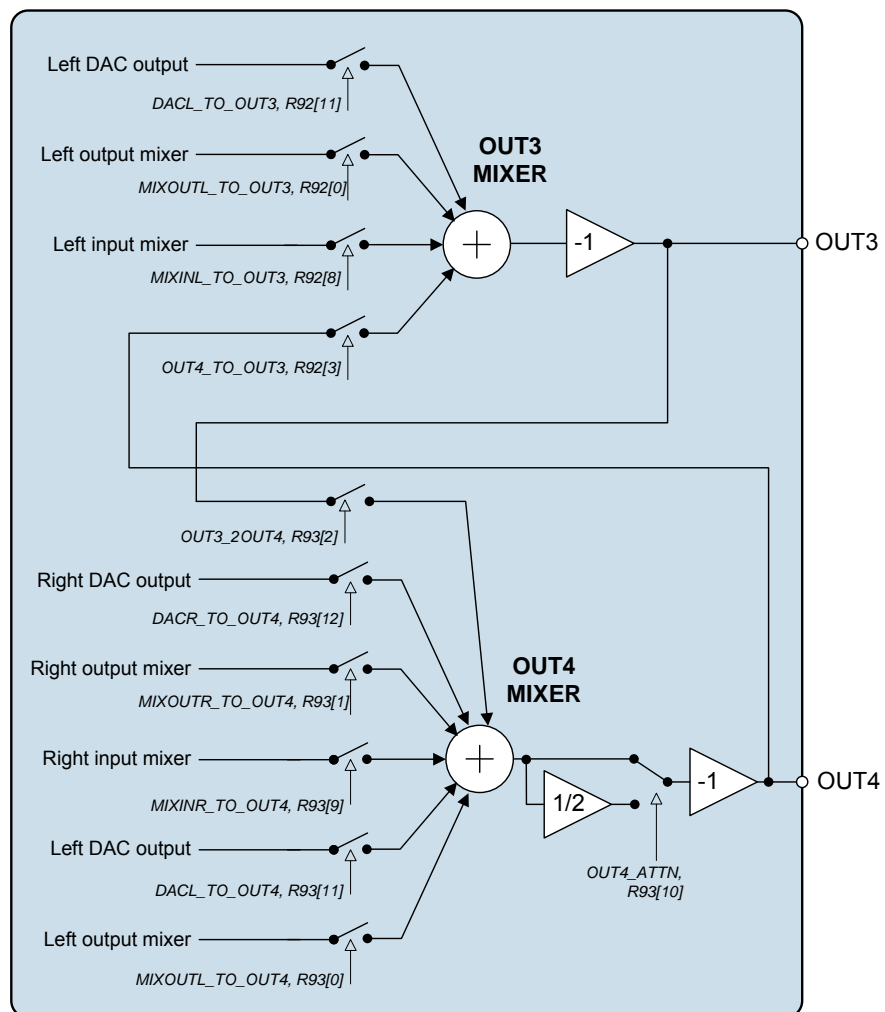 Left DAC output
DACL_TO_OUT3, R92[11]
Left output mixer
MIXOUTL_TO_OUT3, R92[0]
OUT3
MIXER
Left input mixer
MIXINL_TO_OUT3, R92[8]
+
-1
OUT3
OUT4_TO_OUT3, R92[3]
OUT3_2OUT4, R93[2]
Right DAC output
DACR_TO_OUT4, R93[12]
Right output mixer
MIXOUTR_TO_OUT4, R93[1]
OUT4
MIXER
Right input mixer
MIXINR_TO_OUT4, R93[9]
+
1/2
-1
OUT4
OUT4_ATTN,
R93[10]
Left DAC output
DACL_TO_OUT4, R93[11]
Left output mixer
MIXOUTL_TO_OUT4, R93[0]